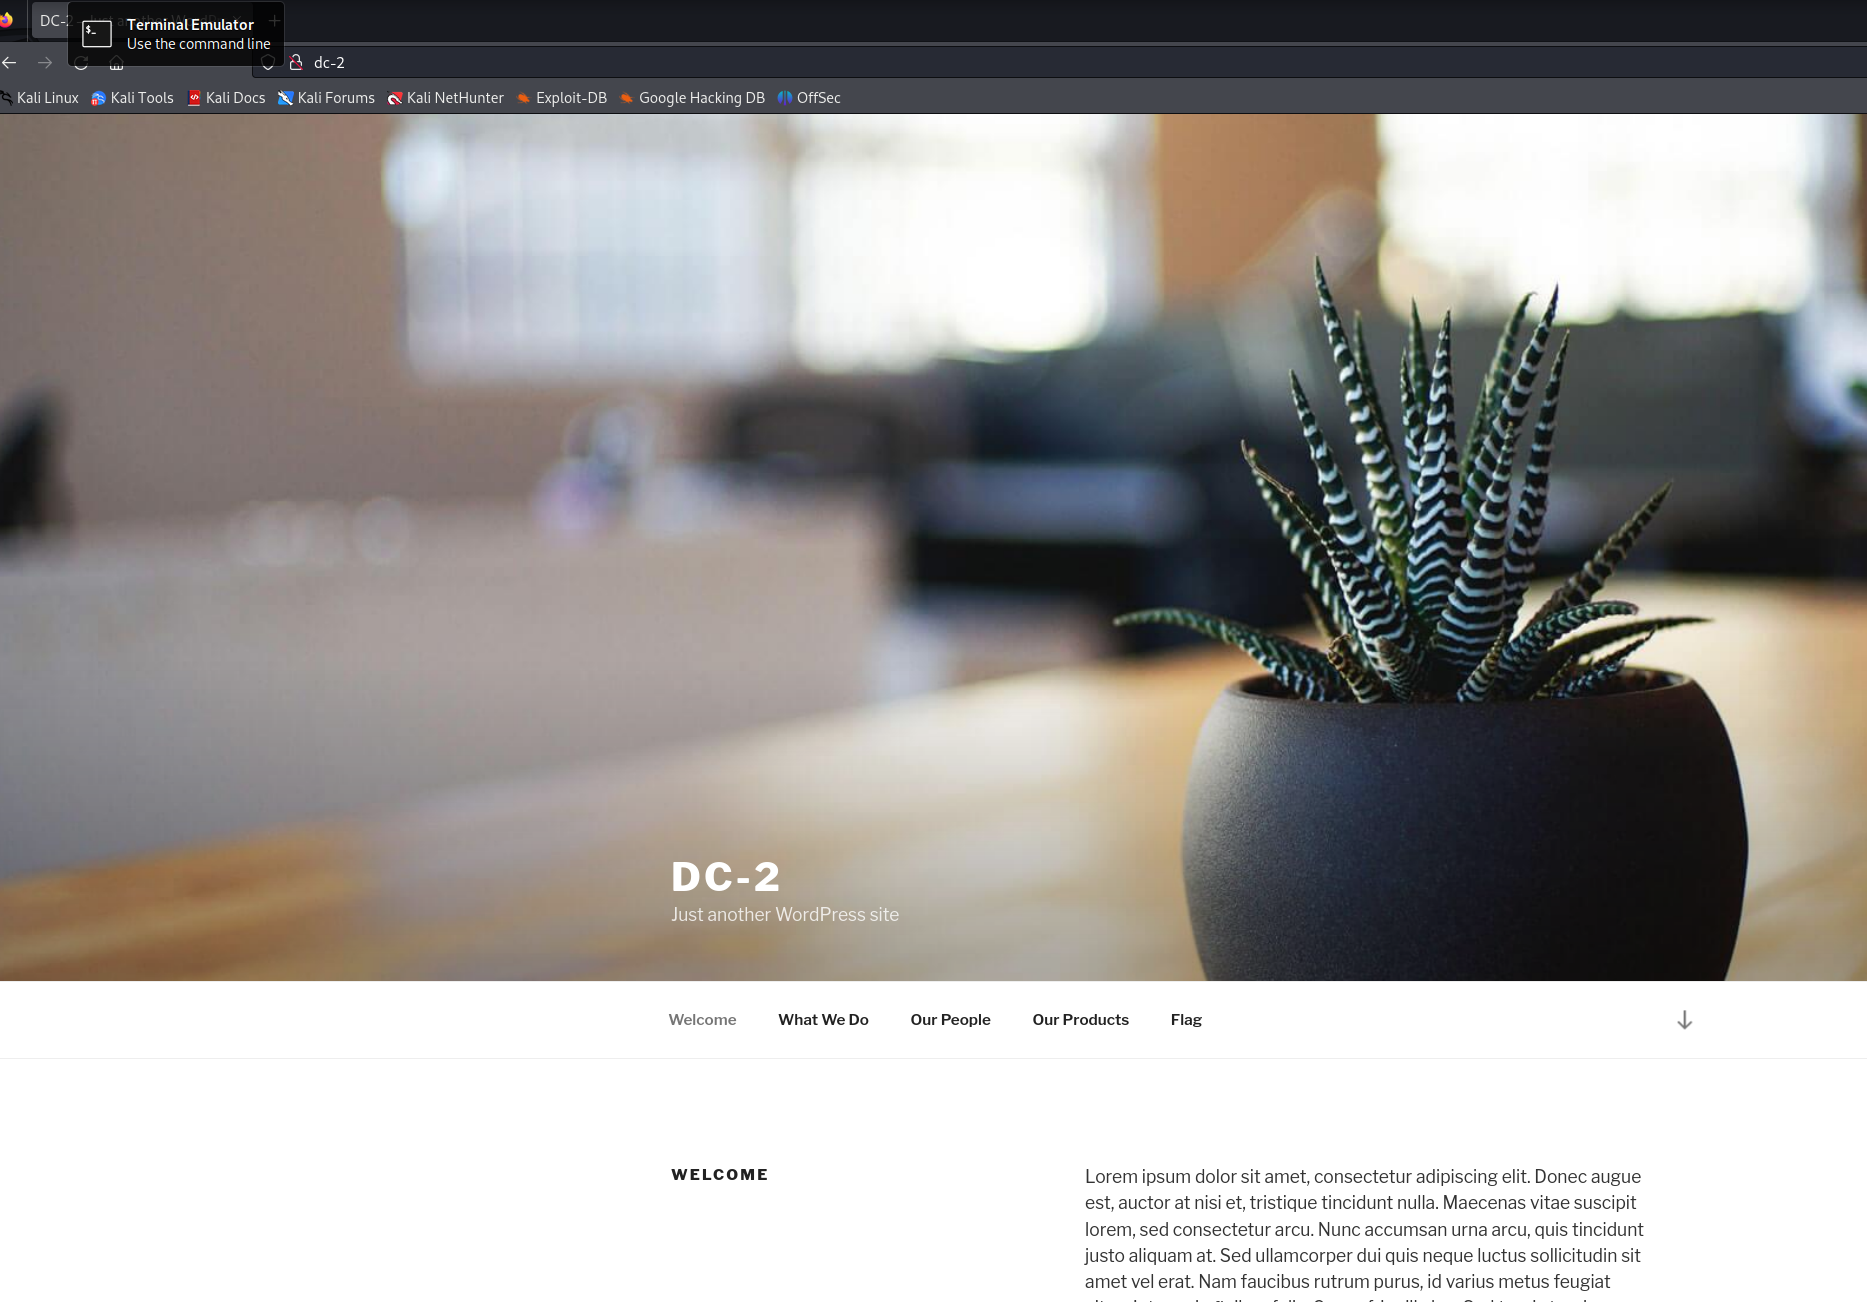 DC-2
Terminal Emulator
Use the command line
dc-2
Kali Linux Kali Tools Kali Docs Kali Forums Kali NetHunter Exploit-DB Google Hacking DB OffSec
DC-2
Just another WordPress site
Welcome What We Do Our People Our Products Flag
WELCOME
Lorem ipsum dolor sit amet, consectetur adipiscing elit. Donec augue
est, auctor at nisi et, tristique tincidunt nulla. Maecenas vitae suscipit
lorem, sed consectetur arcu. Nunc accumsan urna arcu, quis tincidunt
justo aliquam at. Sed ullamcorper dui quis neque luctus sollicitudin sit
amet vel erat. Nam faucibus rutrum purus, id varius metus feugiat